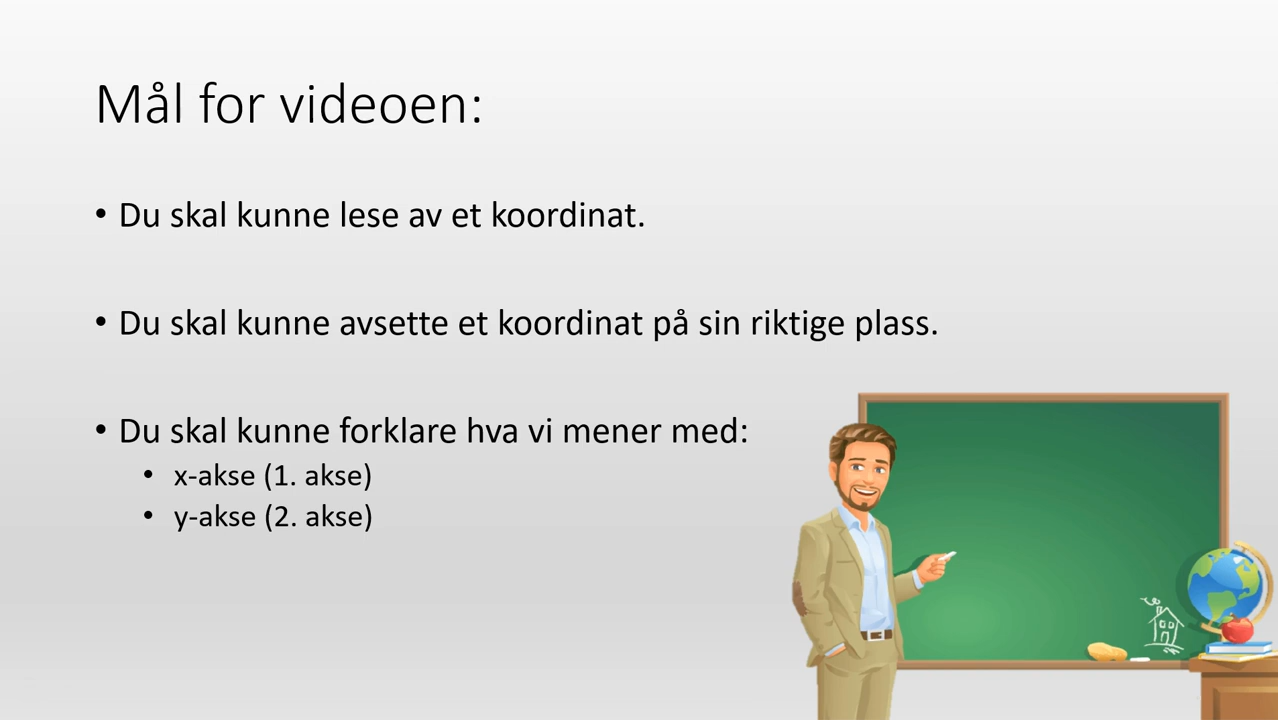 Mål for videoen:
• Du skal kunne lese av et koordinat.
• Du skal kunne avsette et koordinat på sin riktige plass.
• Du skal kunne forklare hva vi mener med:
• x-akse (1. akse)
• y-akse (2. akse)